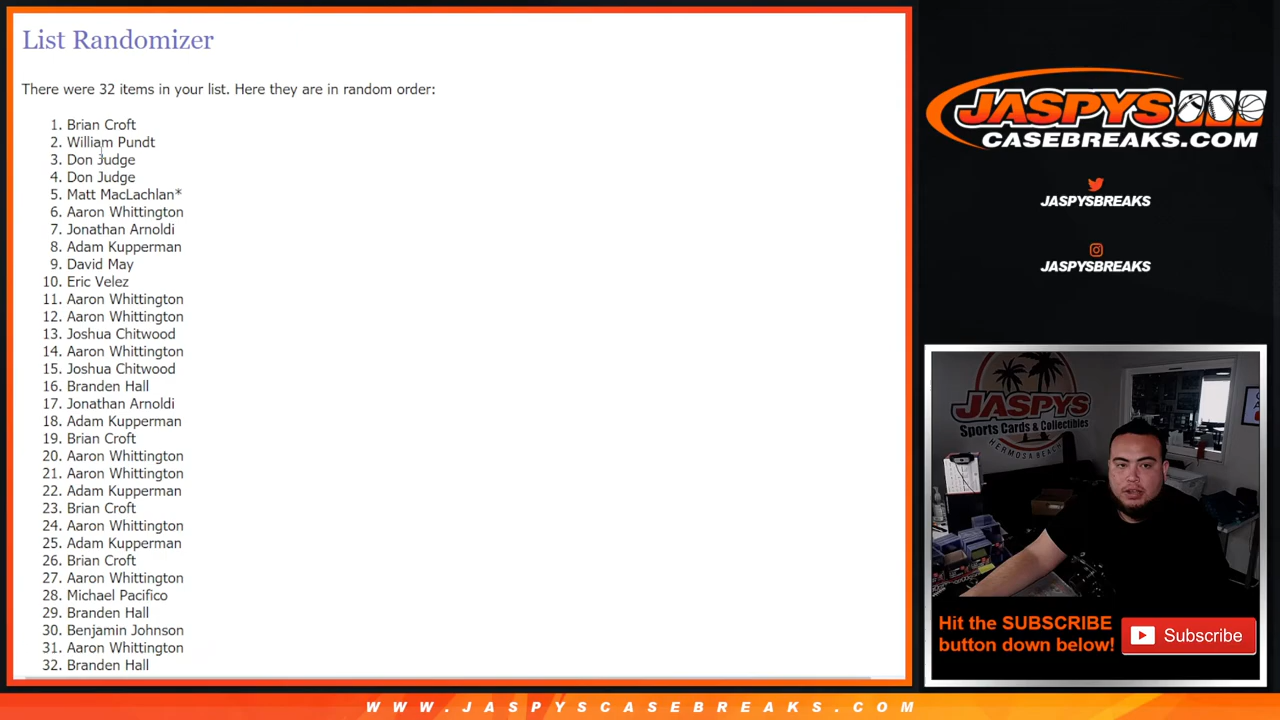 List Randomizer
There were 32 items in your list. Here they are in random order:
1. Brian Croft
2. William Pundt
3. Don Judge
4. Don Judge
5. Matt MacLachlan*
6. Aaron Whittington
7. Jonathan Arnoldi
8. Adam Kupperman
9. David May
10. Eric Velez
11. Aaron Whittington
12. Aaron Whittington
13. Joshua Chitwood
14. Aaron Whittington
15. Joshua Chitwood
16. Branden Hall
17. Jonathan Arnoldi
18. Adam Kupperman
19. Brian Croft
20. Aaron Whittington
21. Aaron Whittington
22. Adam Kupperman
23. Brian Croft
24. Aaron Whittington
25. Adam Kupperman
26. Brian Croft
27. Aaron Whittington
28. Michael Pacifico
29. Branden Hall
30. Benjamin Johnson
31. Aaron Whittington
32. Branden Hall
JASPYS
CASEBREAKS.COM
JASPYSBREAKS
JASPYSBREAKS
JASPYS
Sports Cards & Collectibles
HERMOSA BEACH
Hit the SUBSCRIBE
button down below!
Subscribe
WWW.JASPYSCASEBREAKS.COM